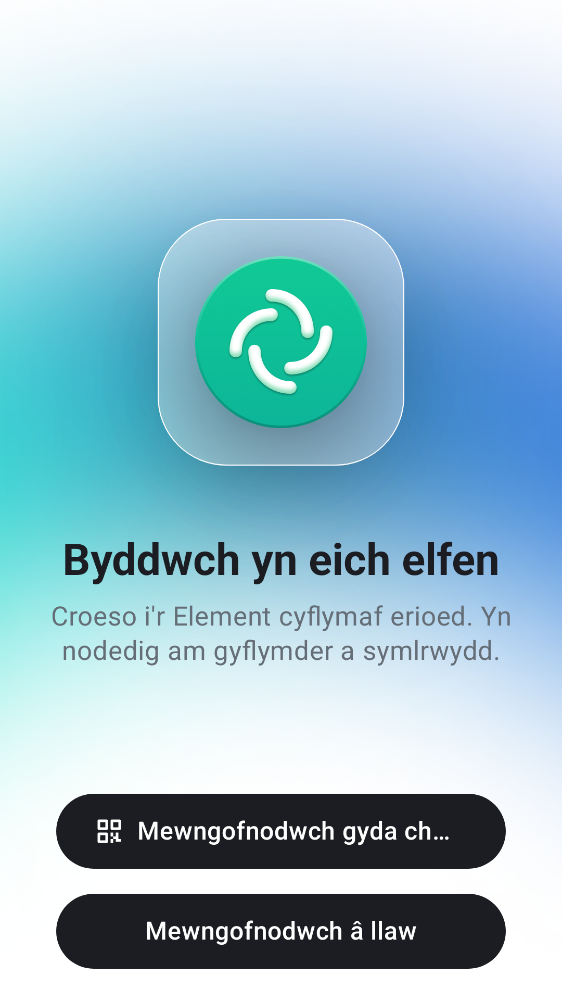 Byddwch yn eich elfen
Croeso i'r Element cyflymaf erioed. Yn
nodedig am gyflymder a symlrwydd.
Mewngofnodwch gyda ch...
Mewngofnodwch â llaw